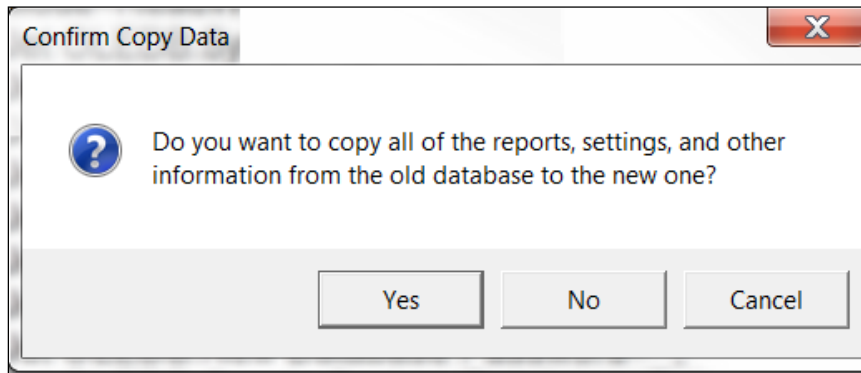 Confirm Copy Data
Do you want to copy all of the reports, settings, and other
information from the old database to the new one?
Yes
No
Cancel